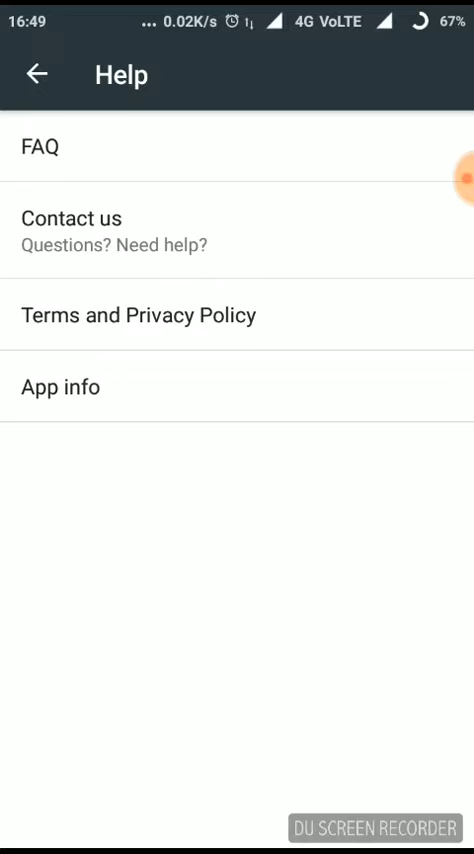 16:49 ... 0.02K/s 4G VoLTE 67%
Help
FAQ
Contact us
Questions? Need help?
Terms and Privacy Policy
App info
DU SCREEN RECORDER